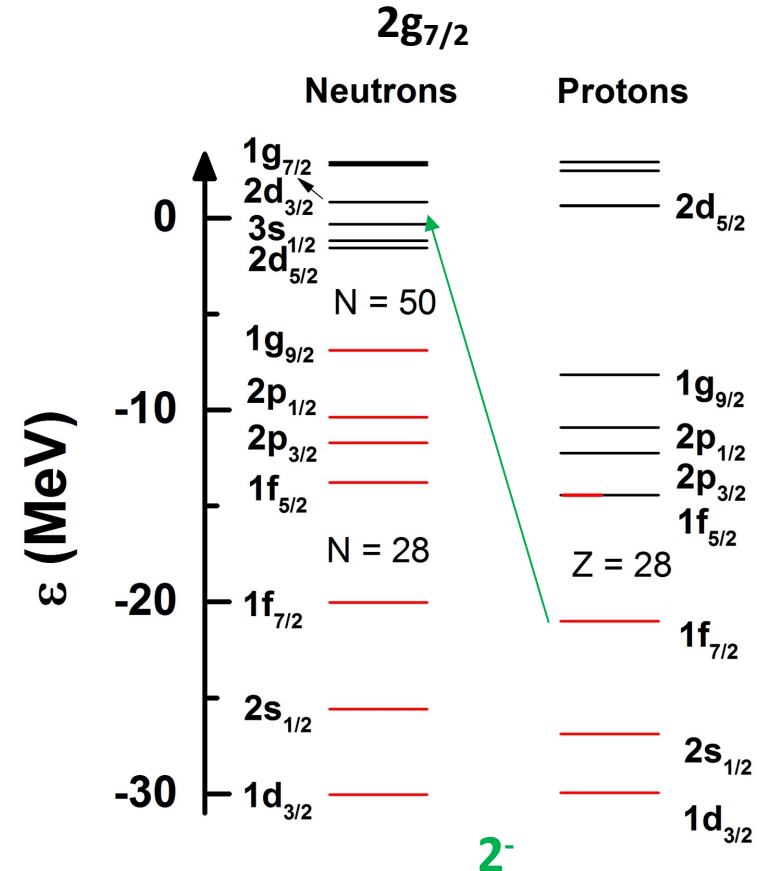 2g7/2
Neutrons Protons
1g7/2
2d3/2
0
3s1/2
2d5/2
2d5/2
N = 50
1g9/2
1g9/2
-10
2p1/2
2p1/2
2p3/2
2p3/2
1f5/2
1f5/2
N = 28
Z = 28
-20
1f7/2
1f7/2
2s1/2
2s1/2
-30
1d3/2
1d3/2
ε (MeV)
2-